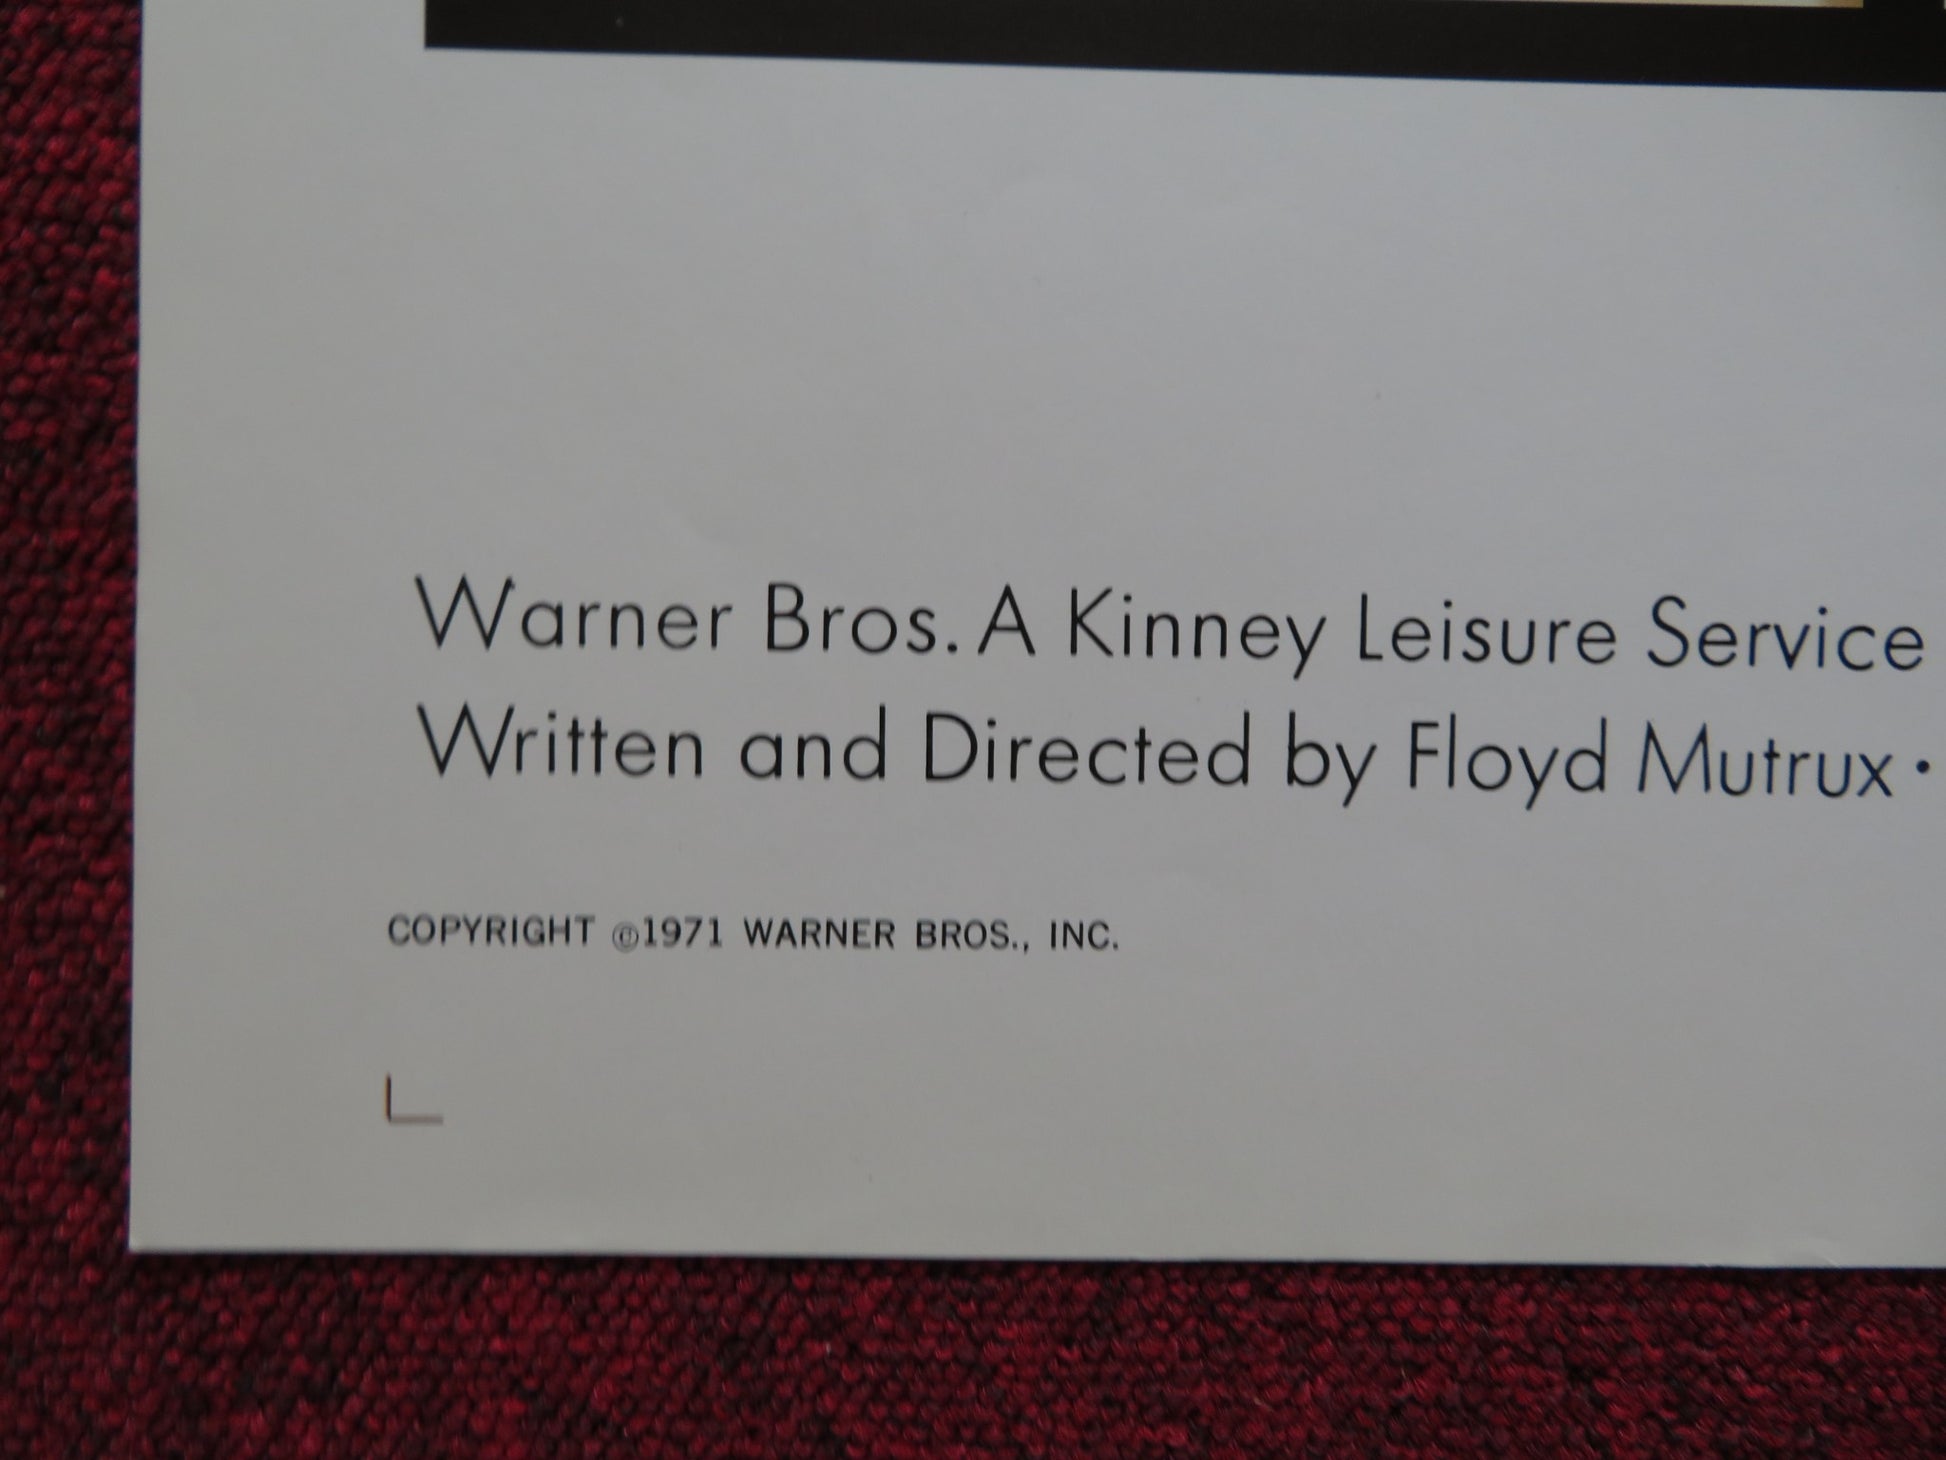 Warner Bros. A Kinney Leisure Service
Written and Directed by Floyd Mutrux •
COPYRIGHT ©1971 WARNER BROS., INC.